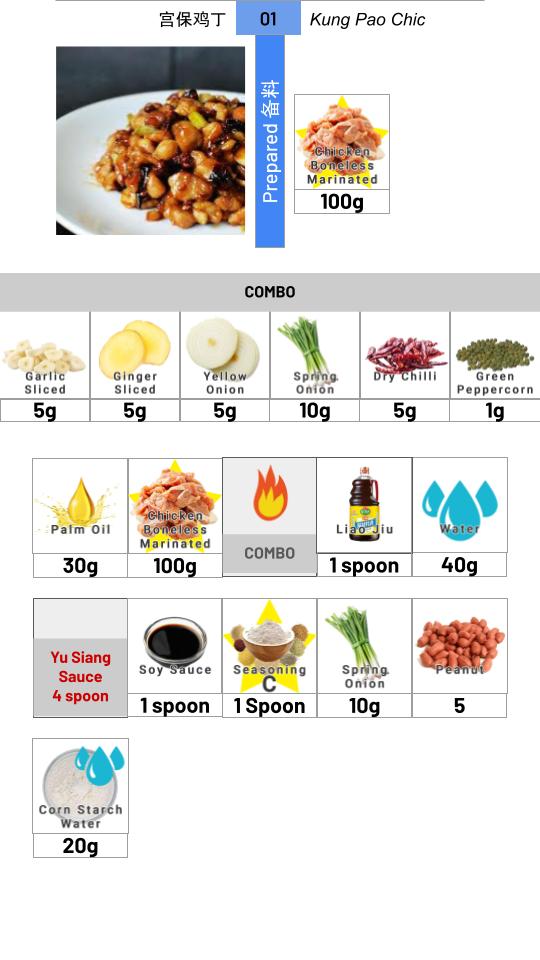 宫保鸡丁 01 Kung Pao Chic
Prepared 备料
Chicken
Boneless
Marinated
100g
COMBO
Garlic
Sliced
5g
Ginger
Sliced
5g
Yellow
Onion
5g
Spring
Onion
10g
Dry Chilli
5g
Green
Peppercorn
1g
Palm Oil
30g
Chicken
Boneless
Marinated
100g
COMBO
Liao Jiu
1 spoon
Water
40g
Yu Siang
Sauce
4 spoon
Soy Sauce
1 spoon
Seasoning
C
1 Spoon
Spring
Onion
10g
Peanut
5
Corn Starch
Water
20g